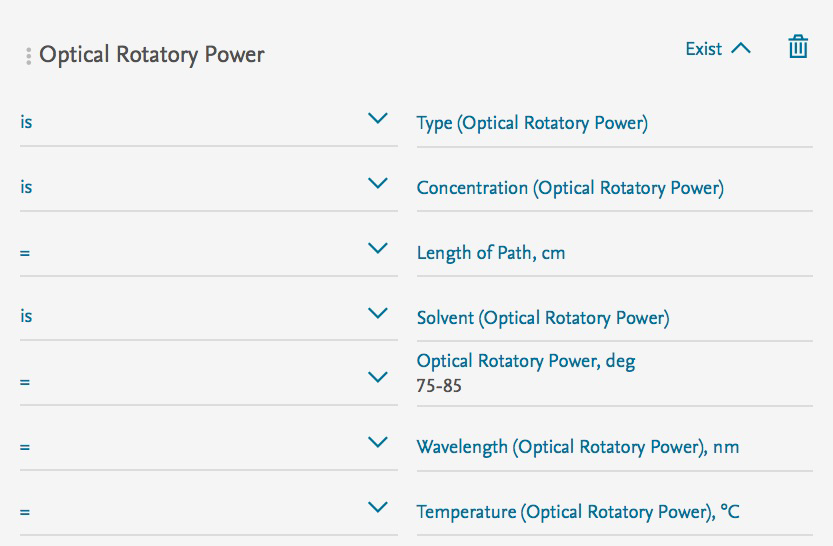 Optical Rotatory Power
Exist
is
Type (Optical Rotatory Power)
is
Concentration (Optical Rotatory Power)
=
Length of Path, cm
is
Solvent (Optical Rotatory Power)
=
Optical Rotatory Power, deg
75-85
=
Wavelength (Optical Rotatory Power), nm
=
Temperature (Optical Rotatory Power), °C